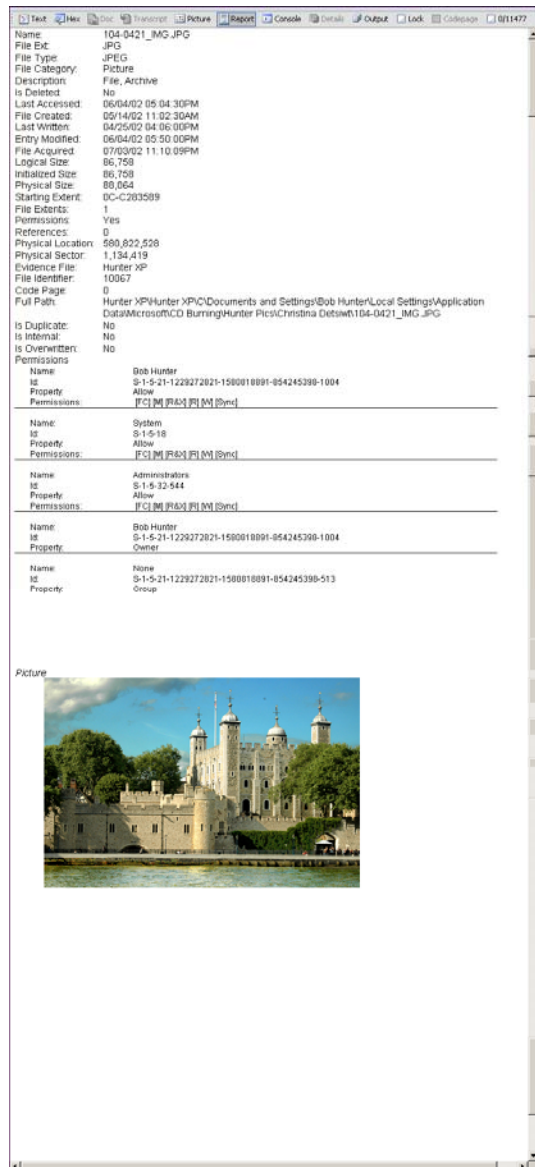 Text Hex Doc Transcript Picture Report Console Details Output Lock Codepage 0/11477
Name: 104-0421_IMG.JPG
File Ext: JPG
File Type: JPEG
File Category: Picture
Description: File, Archive
Is Deleted: No
Last Accessed: 06/04/02 05:04:30PM
File Created: 05/14/02 11:02:30AM
Last Written: 04/25/02 04:06:00PM
Entry Modified: 06/04/02 05:50:00PM
File Acquired: 07/03/02 11:10:09PM
Logical Size: 86,758
Initialized Size: 86,758
Physical Size: 88,064
Starting Extent: 0C-C283589
File Extents: 1
Permissions: Yes
References: 0
Physical Location: 580,822,528
Physical Sector: 1,134,419
Evidence File: Hunter XP
File Identifier: 10067
Code Page: 0
Full Path: Hunter XP\Hunter XP\C\Documents and Settings\Bob Hunter\Local Settings\Application
Data\Microsoft\CD Burning\Hunter Pics\Christina Detsiwt\104-0421_IMG.JPG
Is Duplicate: No
Is Internal: No
Is Overwritten: No
Permissions
Name: Bob Hunter
Id: S-1-5-21-1229272821-1580818891-854245398-1004
Property: Allow
Permissions: [FC] [M] [R&X] [R] [W] [Sync]
Name: System
Id: S-1-5-18
Property: Allow
Permissions: [FC] [M] [R&X] [R] [W] [Sync]
Name: Administrators
Id: S-1-5-32-544
Property: Allow
Permissions: [FC] [M] [R&X] [R] [W] [Sync]
Name: Bob Hunter
Id: S-1-5-21-1229272821-1580818891-854245398-1004
Property: Owner
Name: None
Id: S-1-5-21-1229272821-1580818891-854245398-513
Property: Group
Picture